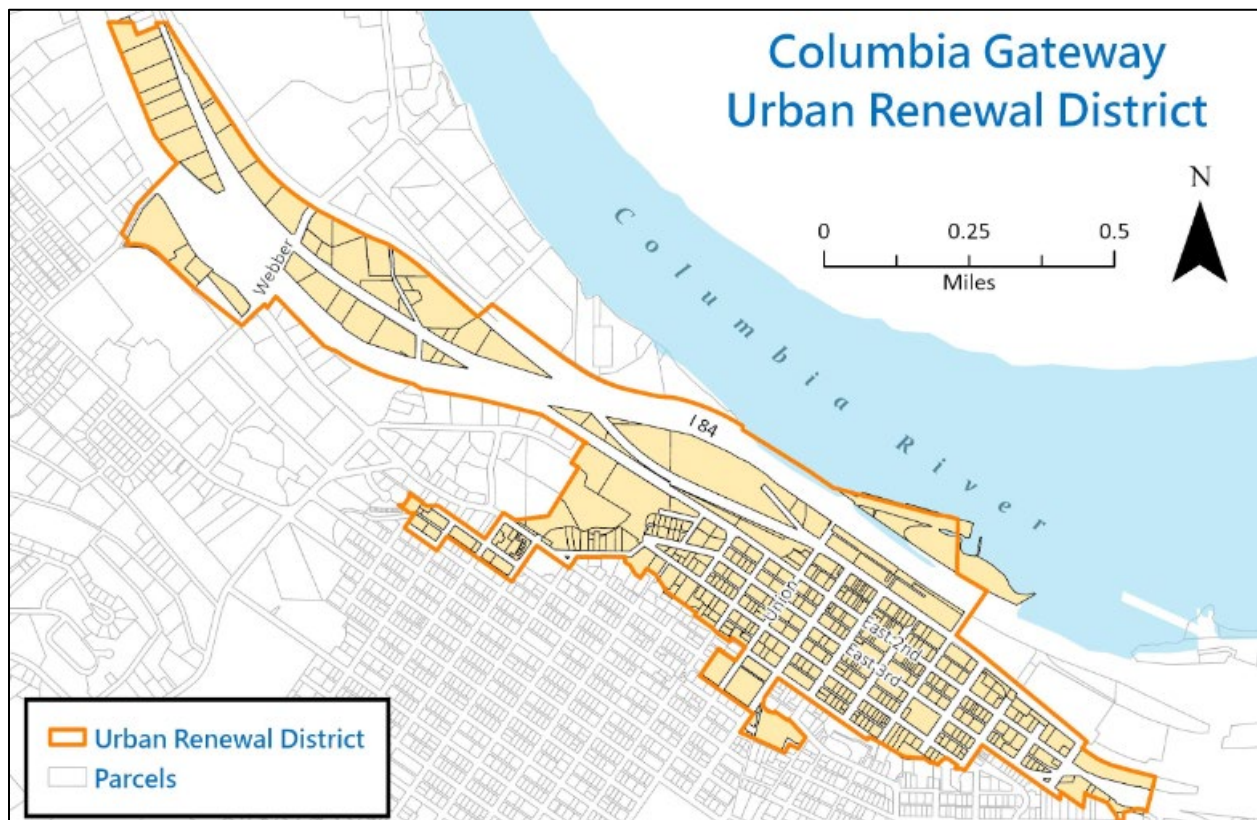 Columbia Gateway
Urban Renewal District
N
0 0.25 0.5
Miles
Columbia River
Webber
I 84
Union
East 2nd
East 3rd
Urban Renewal District
Parcels